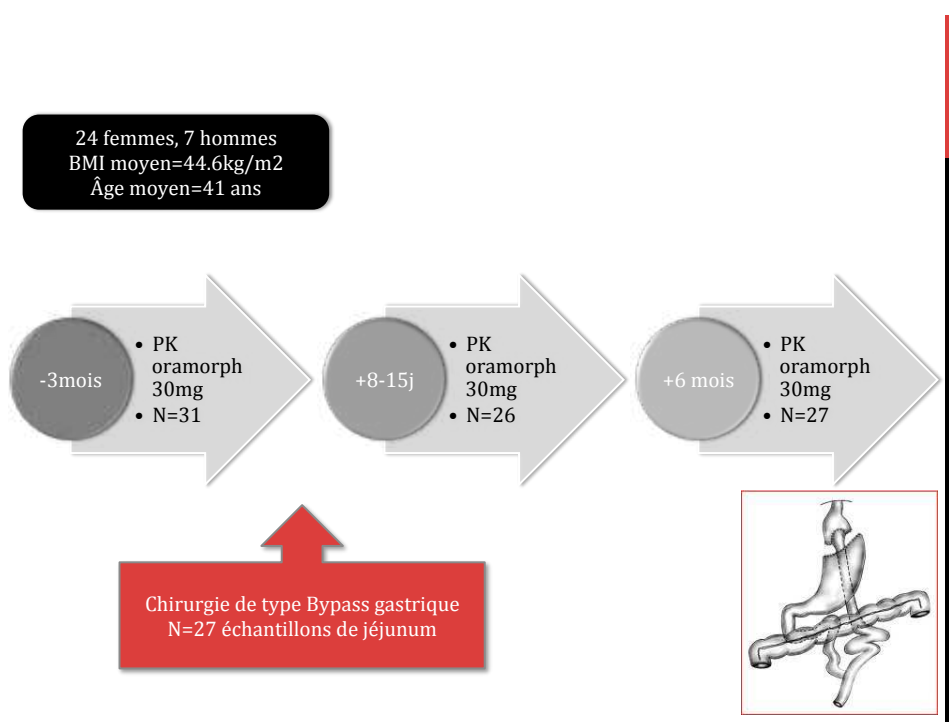 24 femmes, 7 hommes
BMI moyen=44.6kg/m2
Âge moyen=41 ans
-3mois
• PK
oramorph
30mg
• N=31
+8-15j
• PK
oramorph
30mg
• N=26
+6 mois
• PK
oramorph
30mg
• N=27
Chirurgie de type Bypass gastrique
N=27 échantillons de jéjunum